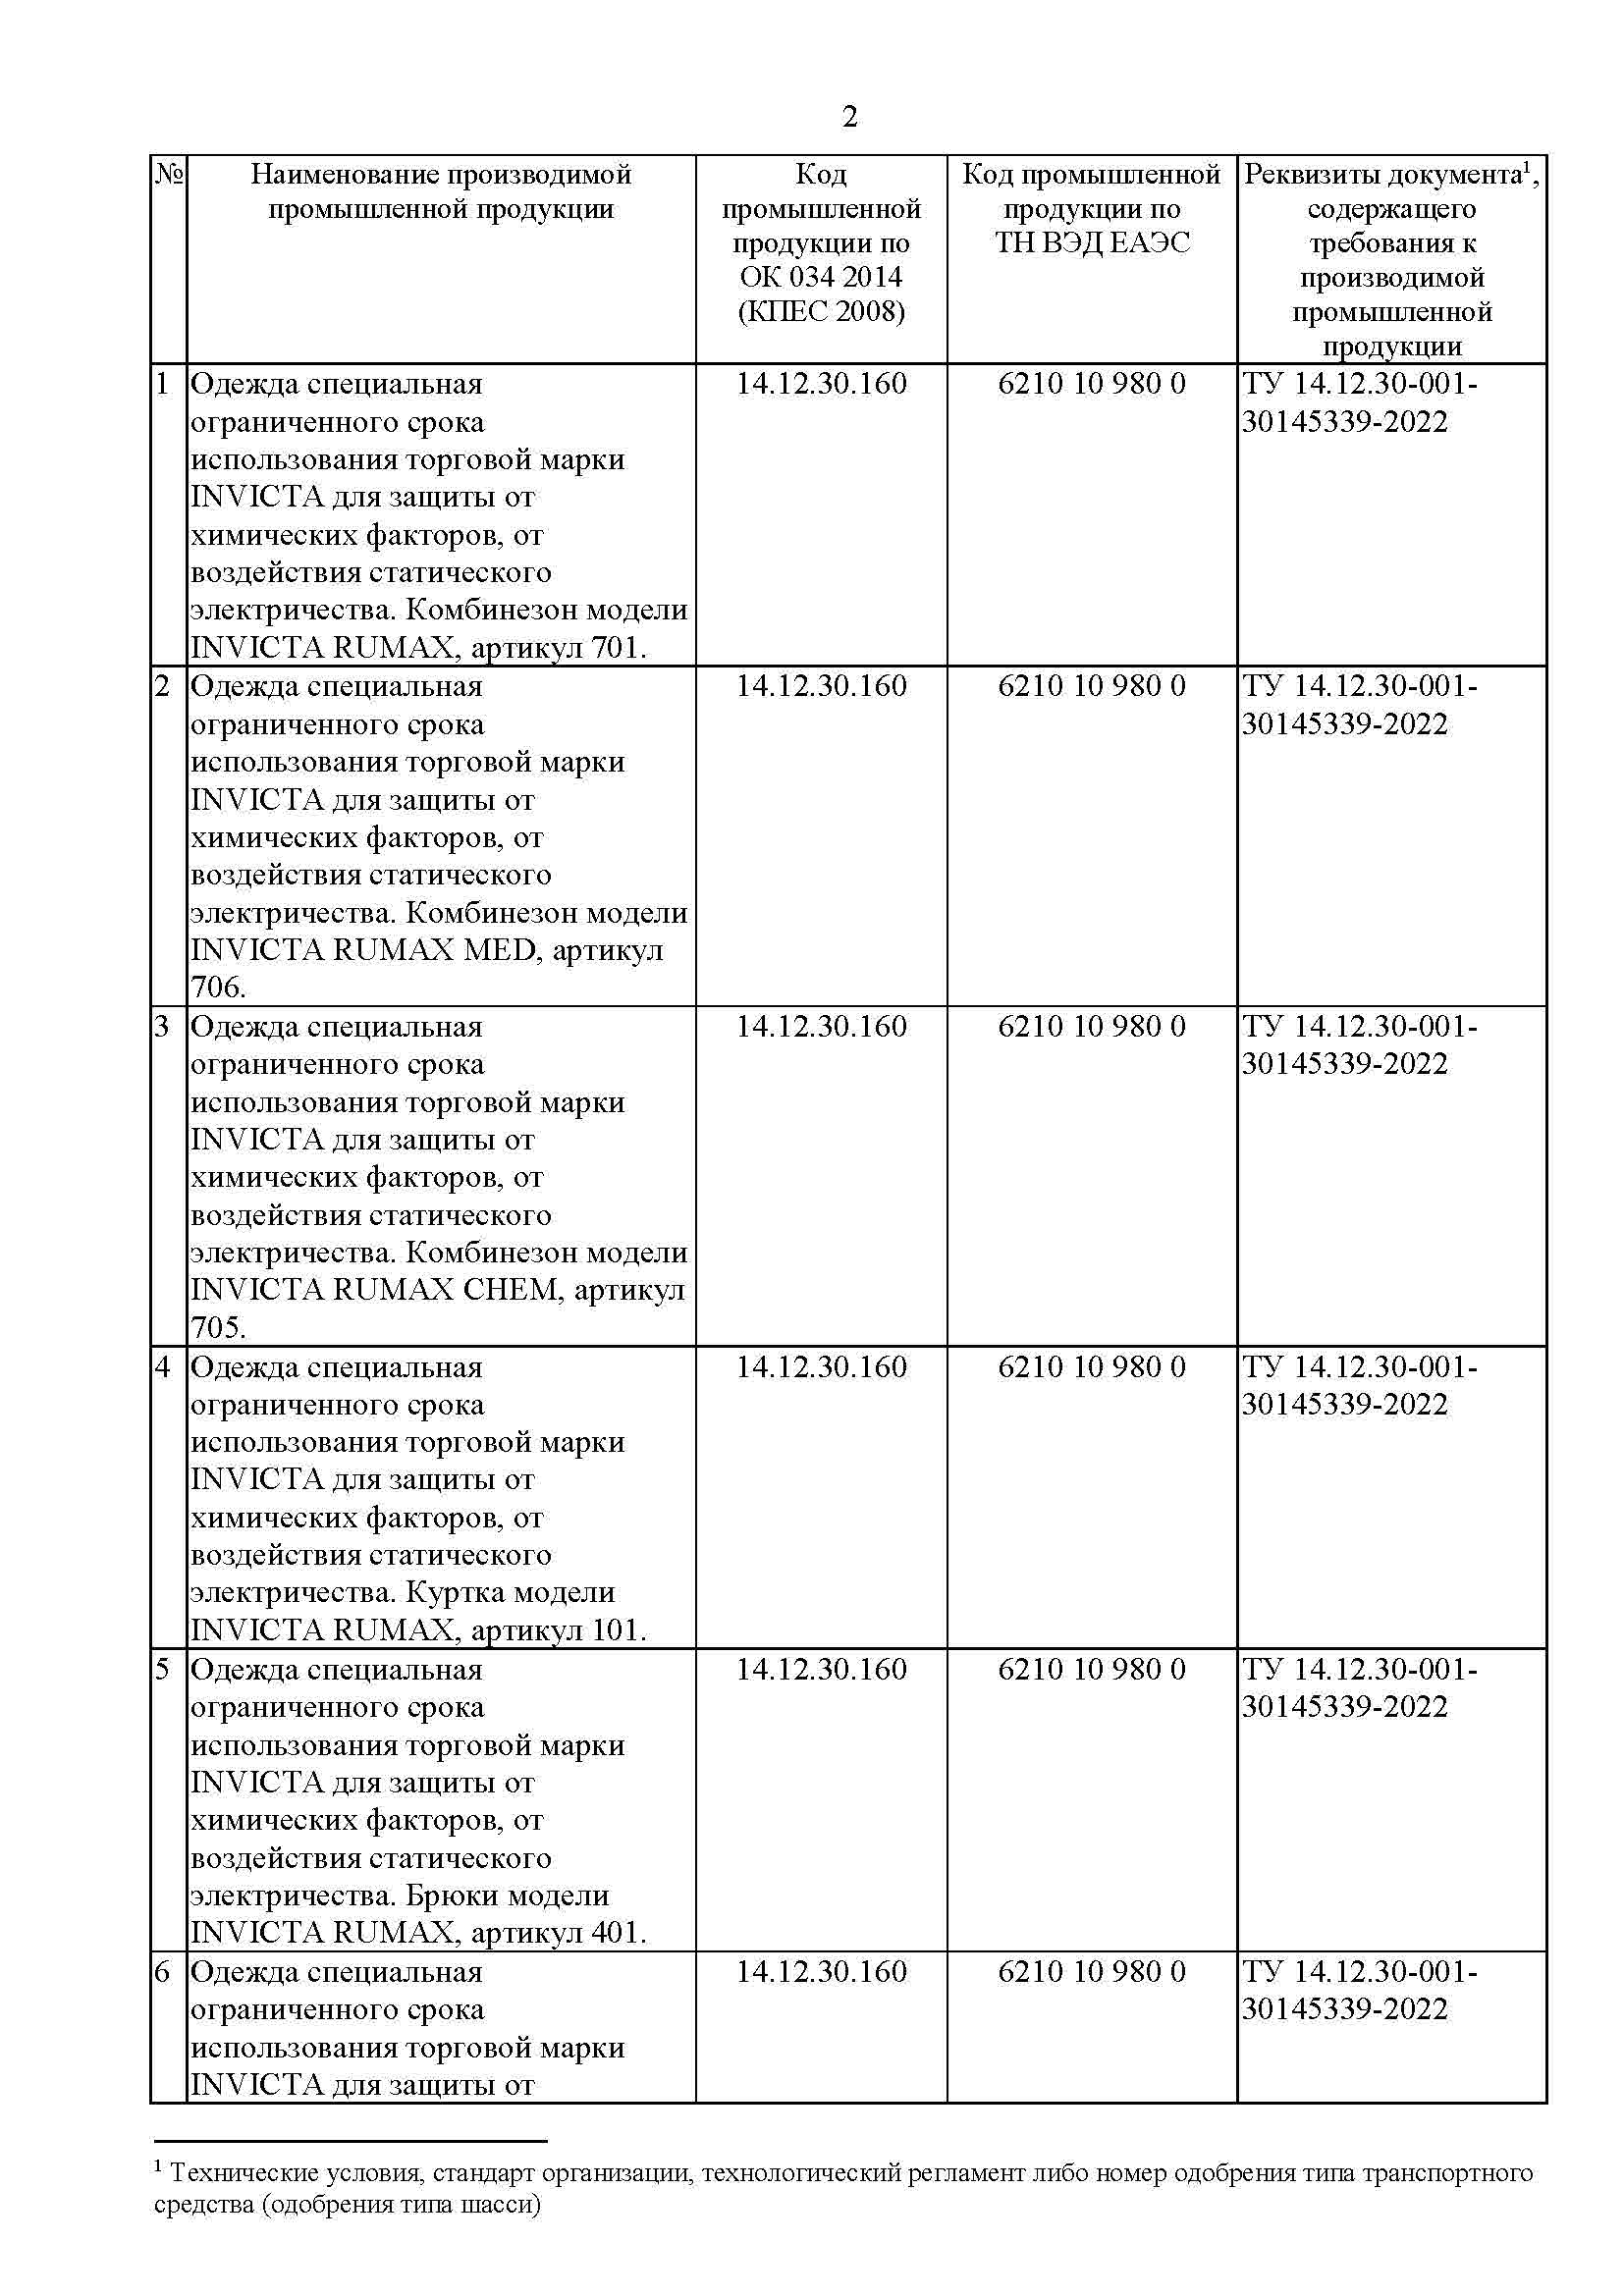 2
№
Наименование производимой
промышленной продукции
Код
промышленной
продукции по
ОК 034 2014
(КПЕС 2008)
Код промышленной
продукции по
ТН ВЭД ЕАЭС
Реквизиты документа¹,
содержащего
требования к
производимой
промышленной
продукции
1
Одежда специальная
ограниченного срока
использования торговой марки
INVICTA для защиты от
химических факторов, от
воздействия статического
электричества. Комбинезон модели
INVICTA RUMAX, артикул 701.
14.12.30.160
6210 10 980 0
ТУ 14.12.30-001-
30145339-2022
2
Одежда специальная
ограниченного срока
использования торговой марки
INVICTA для защиты от
химических факторов, от
воздействия статического
электричества. Комбинезон модели
INVICTA RUMAX MED, артикул
706.
14.12.30.160
6210 10 980 0
ТУ 14.12.30-001-
30145339-2022
3
Одежда специальная
ограниченного срока
использования торговой марки
INVICTA для защиты от
химических факторов, от
воздействия статического
электричества. Комбинезон модели
INVICTA RUMAX CHEM, артикул
705.
14.12.30.160
6210 10 980 0
ТУ 14.12.30-001-
30145339-2022
4
Одежда специальная
ограниченного срока
использования торговой марки
INVICTA для защиты от
химических факторов, от
воздействия статического
электричества. Куртка модели
INVICTA RUMAX, артикул 101.
14.12.30.160
6210 10 980 0
ТУ 14.12.30-001-
30145339-2022
5
Одежда специальная
ограниченного срока
использования торговой марки
INVICTA для защиты от
химических факторов, от
воздействия статического
электричества. Брюки модели
INVICTA RUMAX, артикул 401.
14.12.30.160
6210 10 980 0
ТУ 14.12.30-001-
30145339-2022
6
Одежда специальная
ограниченного срока
использования торговой марки
INVICTA для защиты от
14.12.30.160
6210 10 980 0
ТУ 14.12.30-001-
30145339-2022
¹ Технические условия, стандарт организации, технологический регламент либо номер одобрения типа транспортного
средства (одобрения типа шасси)